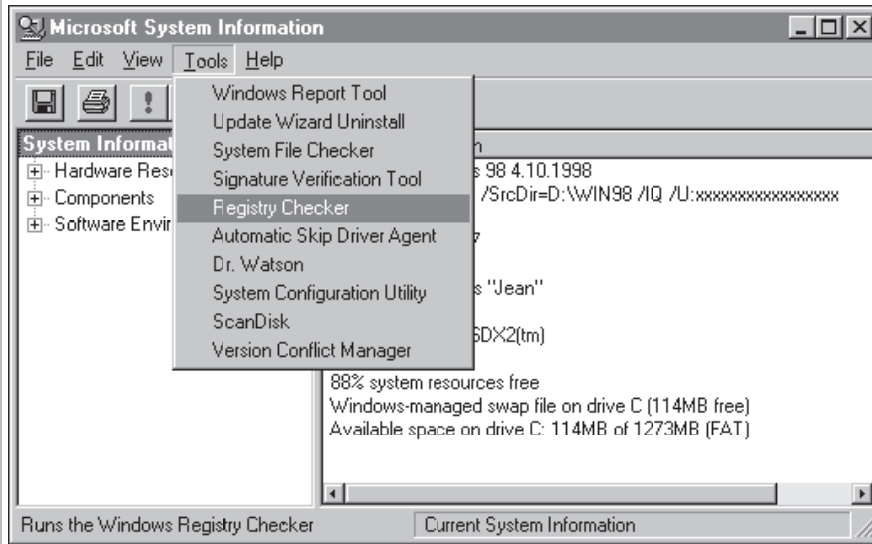 Microsoft System Information
File Edit View Tools Help
Windows Report Tool
Update Wizard Uninstall
System File Checker
Signature Verification Tool
Registry Checker
Automatic Skip Driver Agent
Dr. Watson
System Configuration Utility
ScanDisk
Version Conflict Manager
System Informa
Hardware Res
Components
Software Envir
n
s 98 4.10.1998
/SrcDir=D:\WIN98 /IQ /U:xxxxxxxxxxxxxxxxx
s "Jean"
SDX2(tm)
88% system resources free
Windows-managed swap file on drive C (114MB free)
Available space on drive C: 114MB of 1273MB (FAT)
Runs the Windows Registry Checker
Current System Information